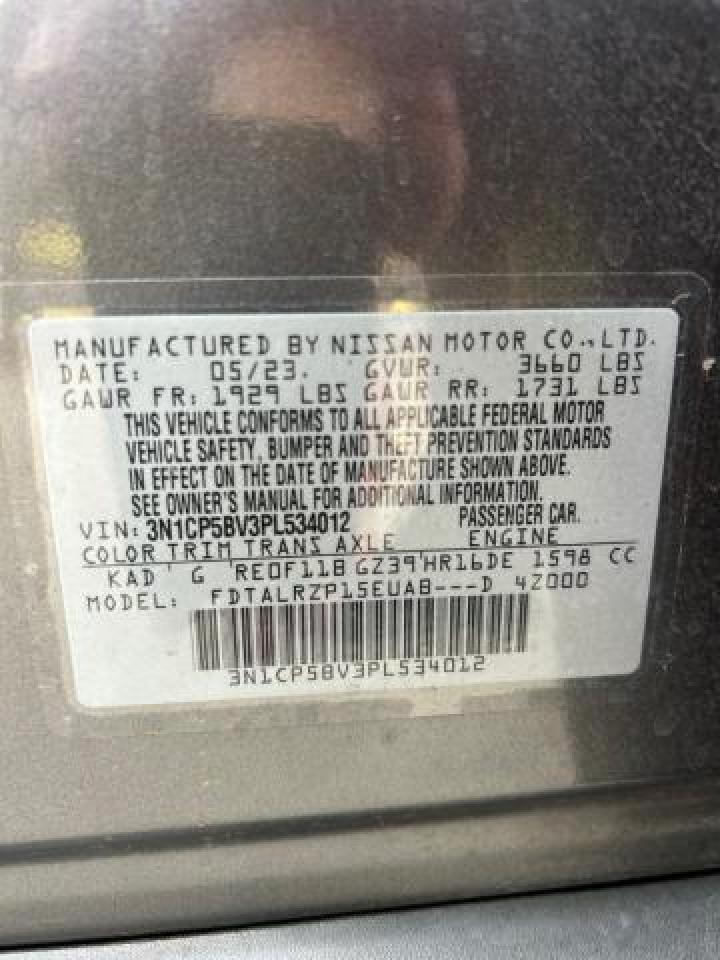 MANUFACTURED BY NISSAN MOTOR CO.,LTD.
DATE: 05/23. GVWR: 3660 LBS
GAWR FR: 1929 LBS GAWR RR: 1731 LBS
THIS VEHICLE CONFORMS TO ALL APPLICABLE FEDERAL MOTOR
VEHICLE SAFETY, BUMPER AND THEFT PREVENTION STANDARDS
IN EFFECT ON THE DATE OF MANUFACTURE SHOWN ABOVE.
SEE OWNER'S MANUAL FOR ADDITIONAL INFORMATION.
VIN: 3N1CP5BV3PL534012 PASSENGER CAR.
COLOR TRIM TRANS AXLE ENGINE
KAD G RE0F11B GZ39 HR16DE 1598 CC
MODEL: FDTALRZP15EUAB---D 4Z000
3N1CP5BV3PL534012